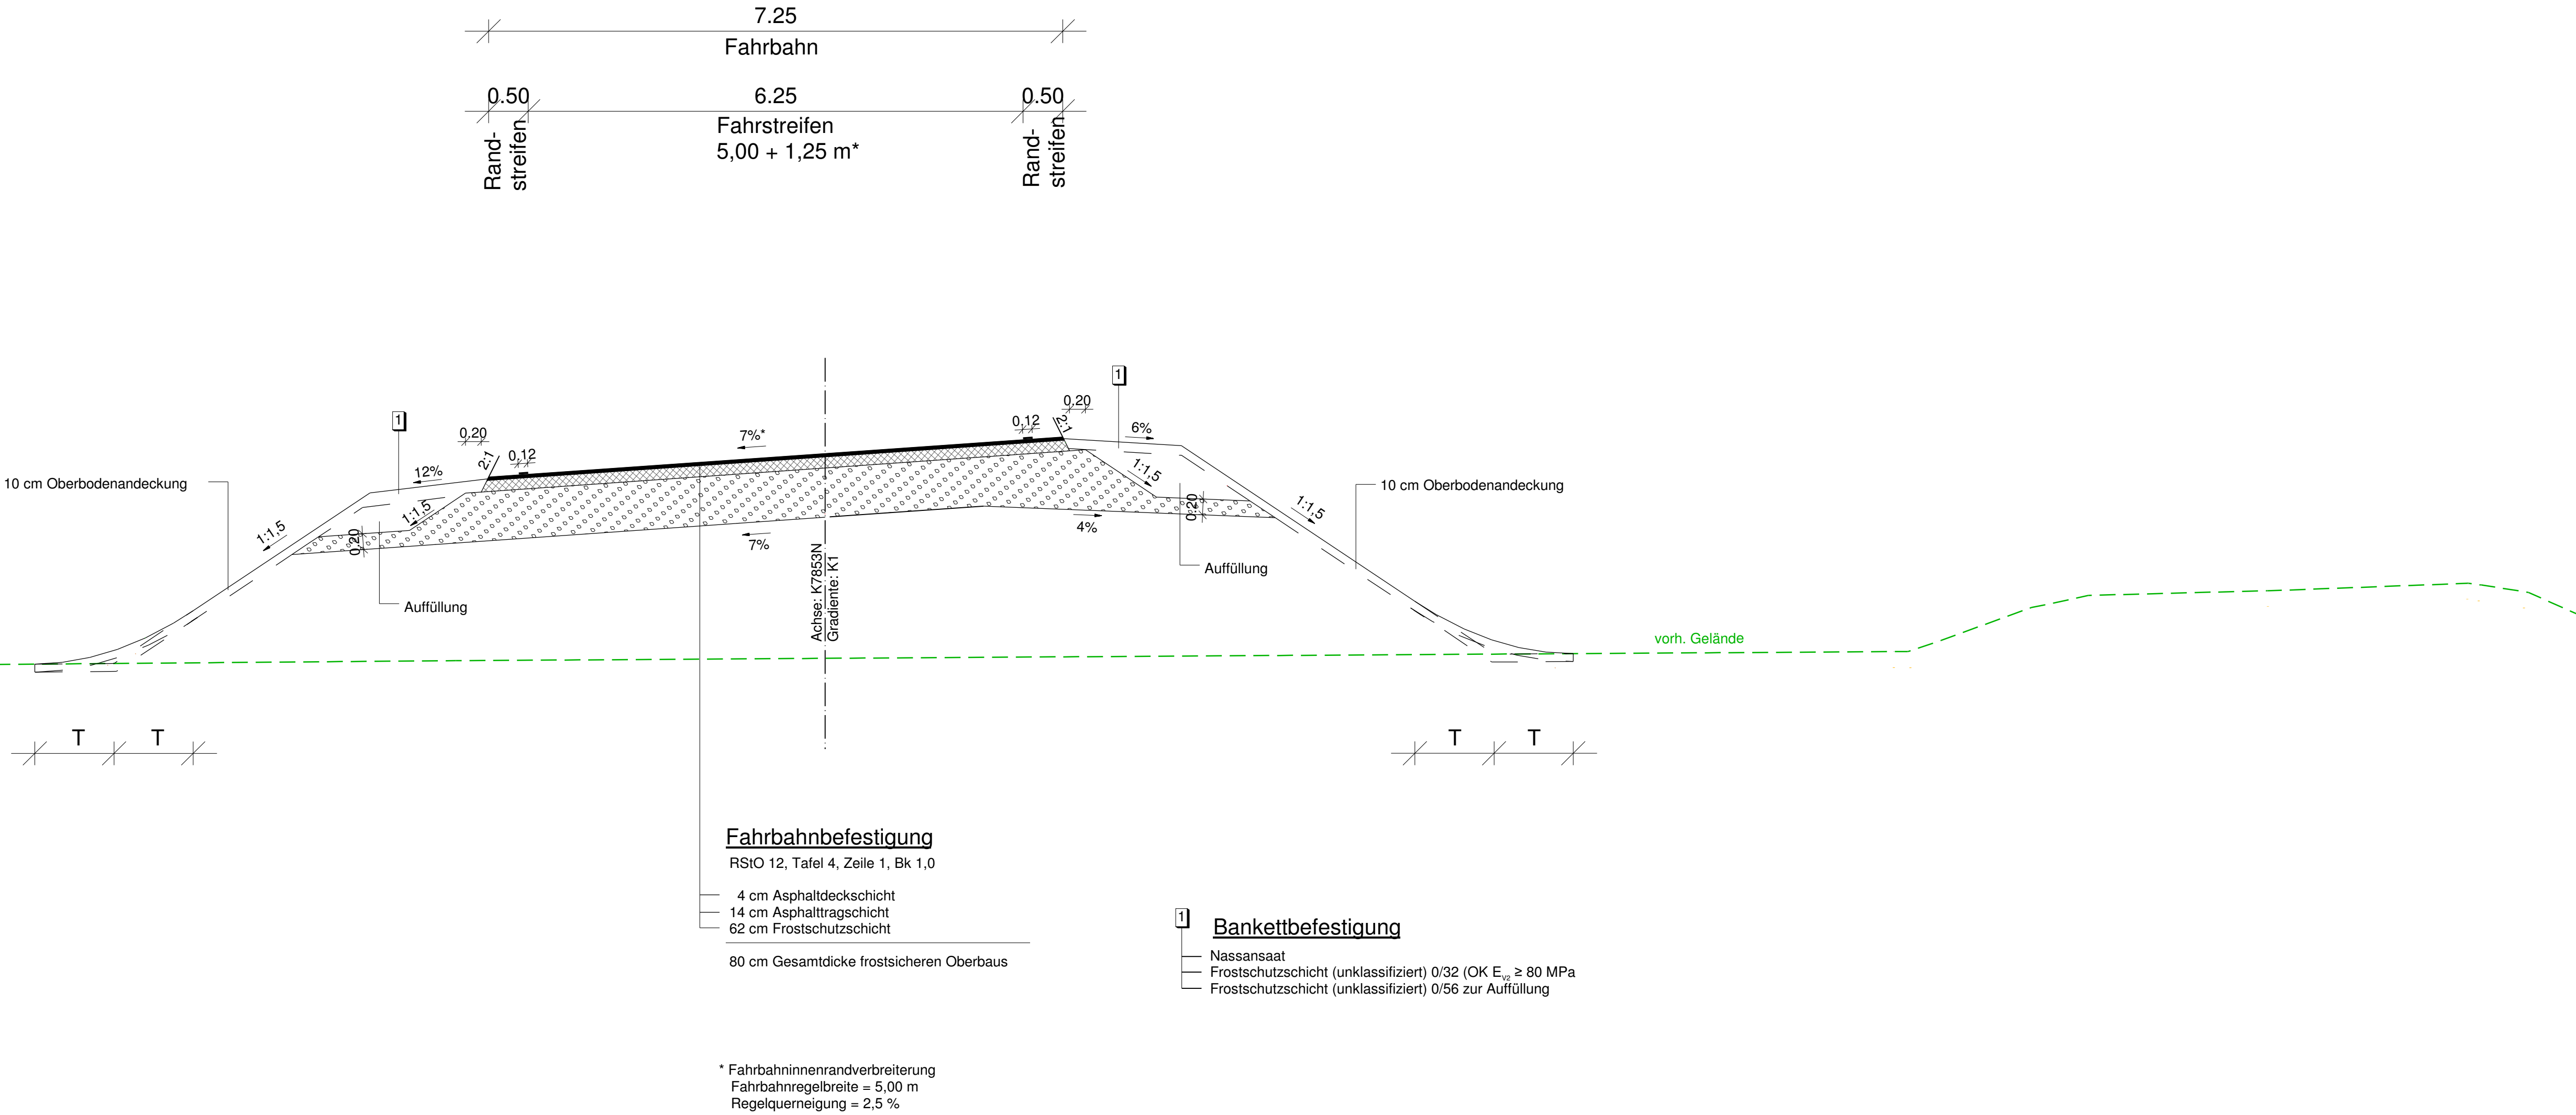 7.25
Fahrbahn
0.50
6.25
0.50
Rand-
streifen
Fahrstreifen
5,00 + 1,25 m*
Rand-
streifen
1
0,20
0,12
2:1
6%
1
0,20
7%*
2:1
0,12
12%
1:1,5
10 cm Oberbodenandeckung
10 cm Oberbodenandeckung
1:1,5
1:1,5
0,20
1:1,5
0,20
4%
7%
Auffüllung
Achse: K7853N
Gradiente: K1
Auffüllung
vorh. Gelände
T
T
T
T
Fahrbahnbefestigung
RStO 12, Tafel 4, Zeile 1, Bk 1,0
4 cm Asphaltdeckschicht
14 cm Asphalttragschicht
62 cm Frostschutzschicht
80 cm Gesamtdicke frostsicheren Oberbaus
1
Bankettbefestigung
Nassansaat
Frostschutzschicht (unklassifiziert) 0/32 (OK Ev2 ≥ 80 MPa
Frostschutzschicht (unklassifiziert) 0/56 zur Auffüllung
* Fahrbahninnenrandverbreiterung
Fahrbahnregelbreite = 5,00 m
Regelquerneigung = 2,5 %